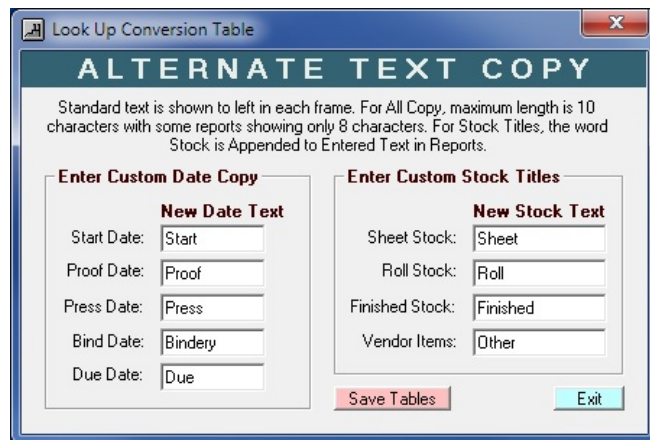 Look Up Conversion Table
ALTERNATE TEXT COPY
Standard text is shown to left in each frame. For All Copy, maximum length is 10
characters with some reports showing only 8 characters. For Stock Titles, the word
Stock is Appended to Entered Text in Reports.
Enter Custom Date Copy
New Date Text
Start Date: Start
Proof Date: Proof
Press Date: Press
Bind Date: Bindery
Due Date: Due
Enter Custom Stock Titles
New Stock Text
Sheet Stock: Sheet
Roll Stock: Roll
Finished Stock: Finished
Vendor Items: Other
Save Tables
Exit